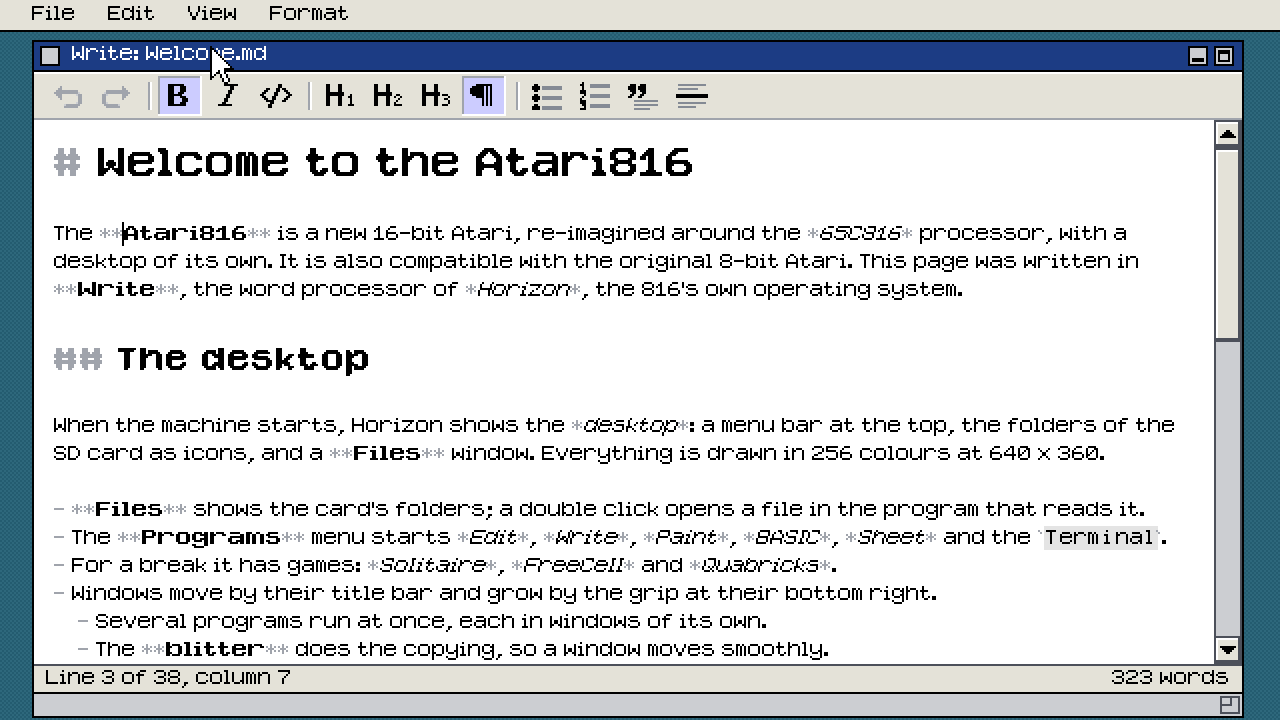 File Edit View Format
Write: Welcome.md
B I </> H1 H2 H3 ¶
# Welcome to the Atari816
The **Atari816** is a new 16-bit Atari, re-imagined around the *65C816* processor, with a
desktop of its own. It is also compatible with the original 8-bit Atari. This page was written in
**Write**, the word processor of *Horizon*, the 816's own operating system.
## The desktop
When the machine starts, Horizon shows the *desktop*: a menu bar at the top, the folders of the
SD card as icons, and a **Files** window. Everything is drawn in 256 colours at 640 x 360.
- **Files** shows the card's folders; a double click opens a file in the program that reads it.
- The **Programs** menu starts *Edit*, *Write*, *Paint*, *BASIC*, *Sheet* and the `Terminal`.
- For a break it has games: *Solitaire*, *FreeCell* and *Quabricks*.
- Windows move by their title bar and grow by the grip at their bottom right.
- Several programs run at once, each in windows of its own.
- The **blitter** does the copying, so a window moves smoothly.
Line 3 of 38, column 7 323 words